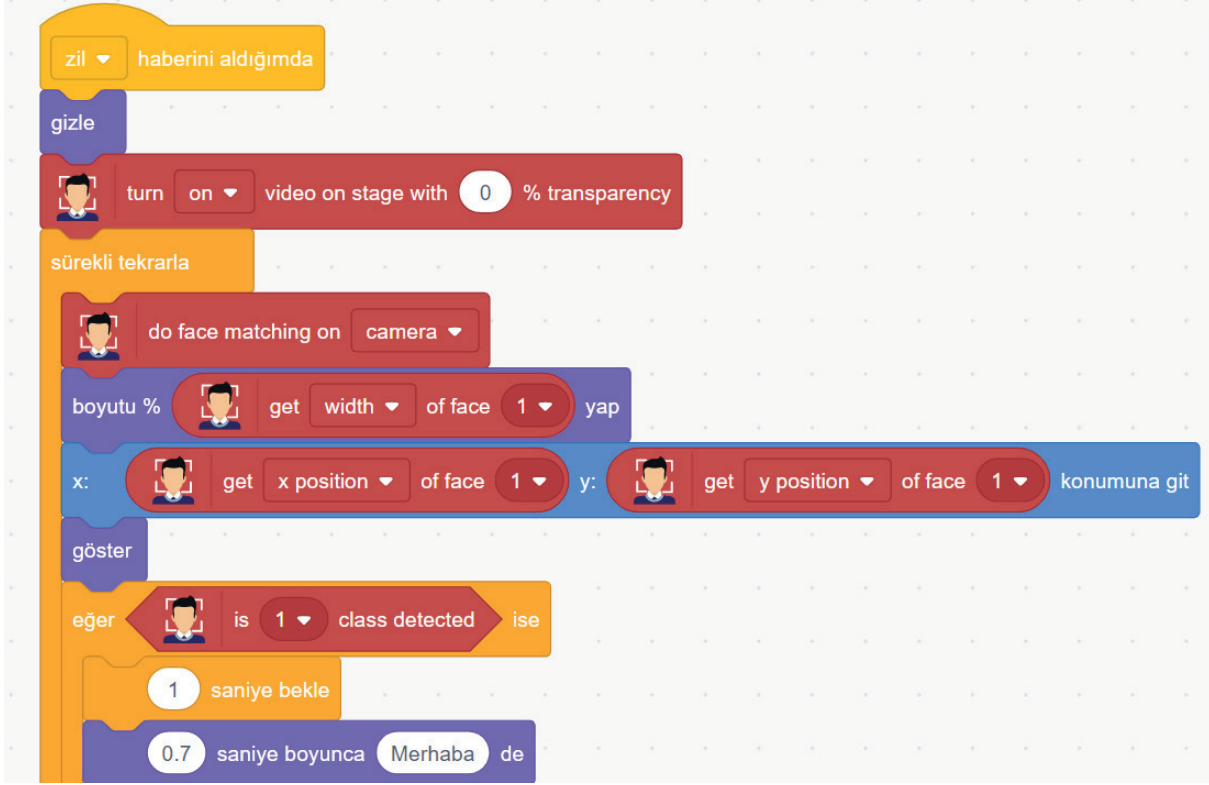 zil haberini aldığımda
gizle
turn on video on stage with 0 % transparency
sürekli tekrarla
do face matching on camera
boyutu % get width of face 1 yap
x: get x position of face 1 y: get y position of face 1 konumuna git
göster
eğer is 1 class detected ise
1 saniye bekle
0.7 saniye boyunca Merhaba de